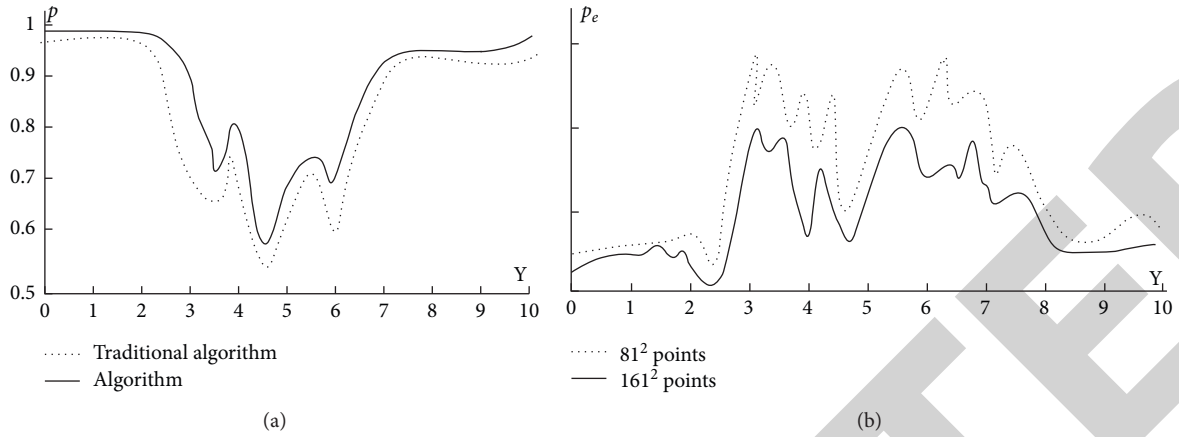 p
1
0.9
0.8
0.7
0.6
0.5
Y
0 1 2 3 4 5 6 7 8 9 10
Traditional algorithm
Algorithm
(a)
pₑ
Y
0 1 2 3 4 5 6 7 8 9 10
81² points
161² points
(b)